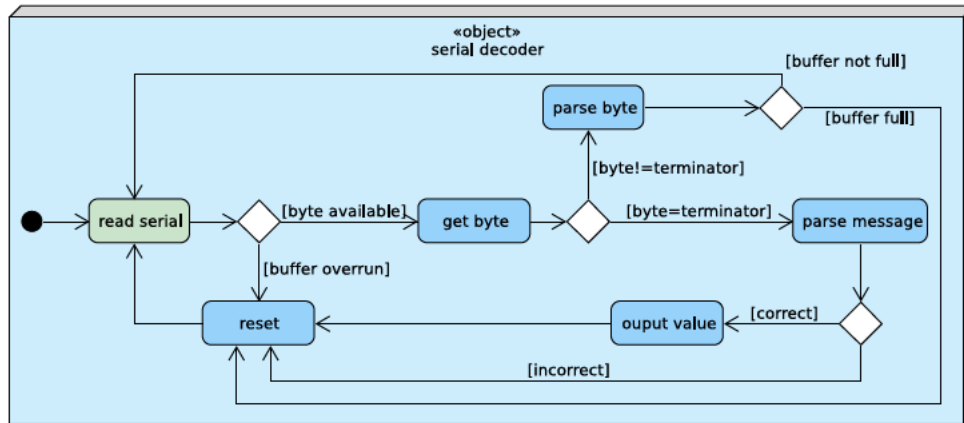 «object»
serial decoder
[buffer not full]
parse byte
[buffer full]
[byte!=terminator]
read serial
[byte available]
get byte
[byte=terminator]
parse message
[buffer overrun]
reset
ouput value
[correct]
[incorrect]